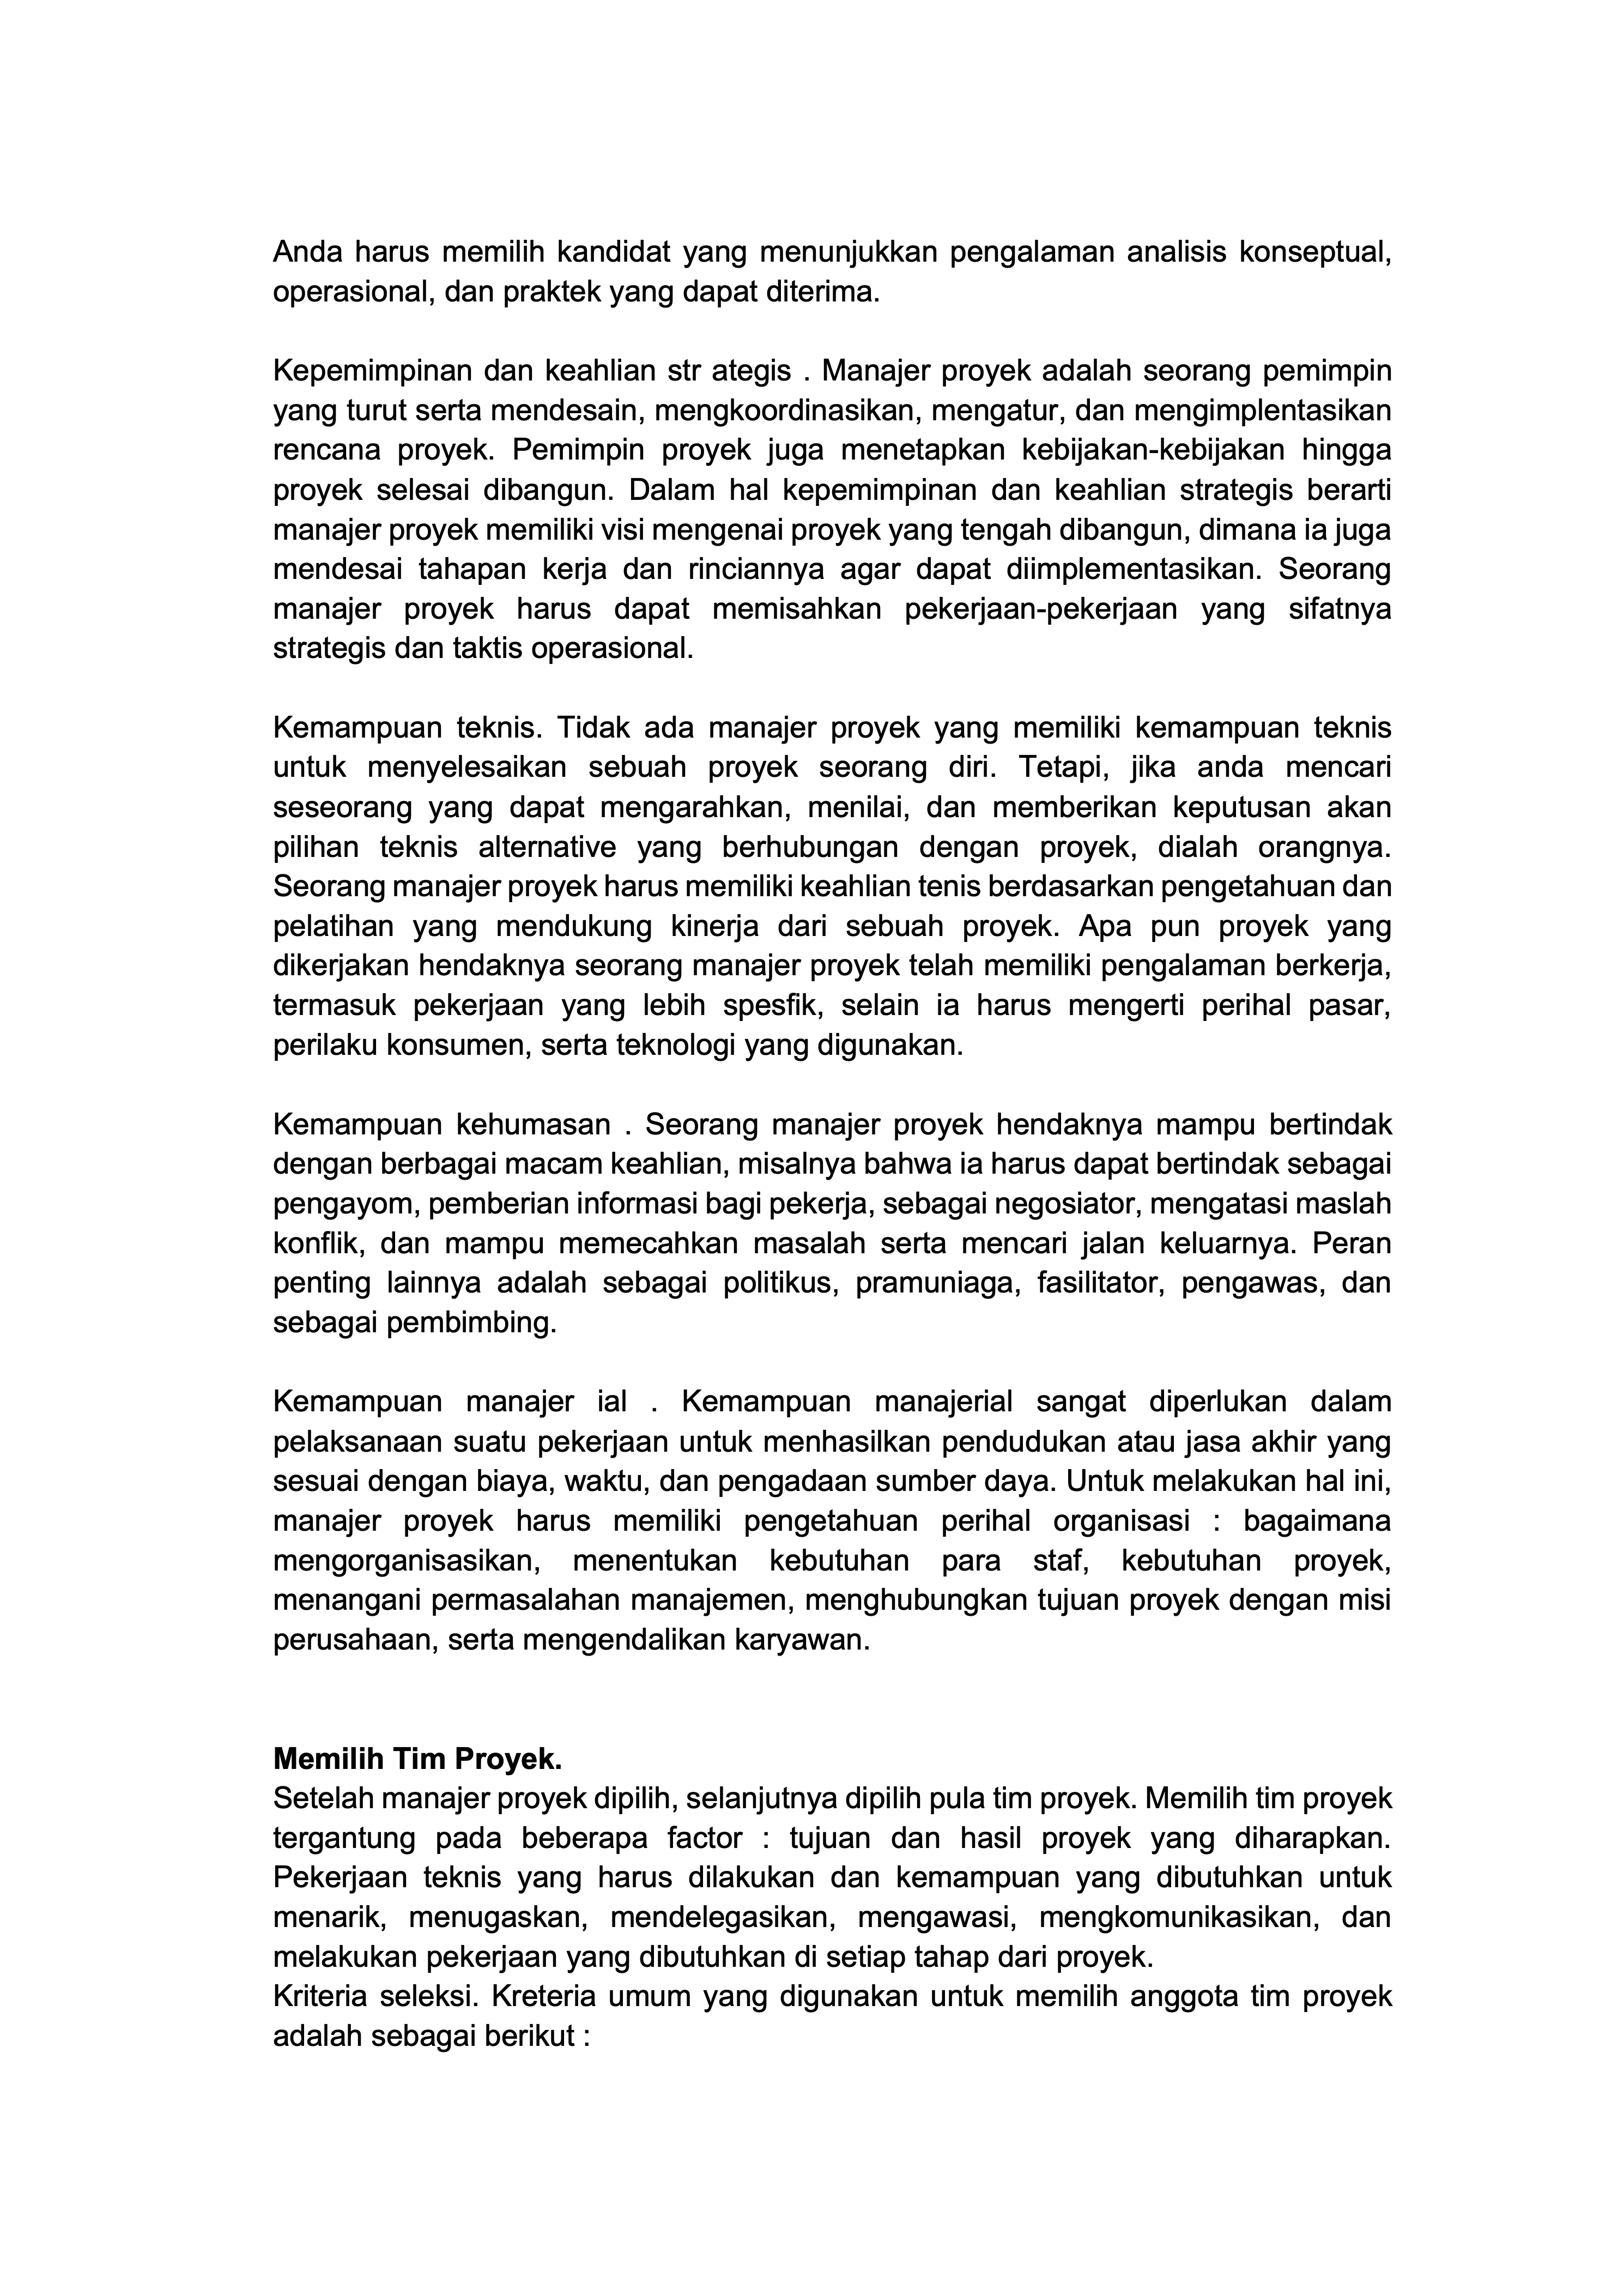 Anda harus memilih kandidat yang menunjukkan pengalaman analisis konseptual,
operasional, dan praktek yang dapat diterima.
Kepemimpinan dan keahlian str ategis . Manajer proyek adalah seorang pemimpin
yang turut serta mendesain, mengkoordinasikan, mengatur, dan mengimplentasikan
rencana proyek. Pemimpin proyek juga menetapkan kebijakan-kebijakan hingga
proyek selesai dibangun. Dalam hal kepemimpinan dan keahlian strategis berarti
manajer proyek memiliki visi mengenai proyek yang tengah dibangun, dimana ia juga
mendesai tahapan kerja dan rinciannya agar dapat diimplementasikan. Seorang
manajer proyek harus dapat memisahkan pekerjaan-pekerjaan yang sifatnya
strategis dan taktis operasional.
Kemampuan teknis. Tidak ada manajer proyek yang memiliki kemampuan teknis
untuk menyelesaikan sebuah proyek seorang diri. Tetapi, jika anda mencari
seseorang yang dapat mengarahkan, menilai, dan memberikan keputusan akan
pilihan teknis alternative yang berhubungan dengan proyek, dialah orangnya.
Seorang manajer proyek harus memiliki keahlian tenis berdasarkan pengetahuan dan
pelatihan yang mendukung kinerja dari sebuah proyek. Apa pun proyek yang
dikerjakan hendaknya seorang manajer proyek telah memiliki pengalaman berkerja,
termasuk pekerjaan yang lebih spesfik, selain ia harus mengerti perihal pasar,
perilaku konsumen, serta teknologi yang digunakan.
Kemampuan kehumasan . Seorang manajer proyek hendaknya mampu bertindak
dengan berbagai macam keahlian, misalnya bahwa ia harus dapat bertindak sebagai
pengayom, pemberian informasi bagi pekerja, sebagai negosiator, mengatasi maslah
konflik, dan mampu memecahkan masalah serta mencari jalan keluarnya. Peran
penting lainnya adalah sebagai politikus, pramuniaga, fasilitator, pengawas, dan
sebagai pembimbing.
Kemampuan manajer ial . Kemampuan manajerial sangat diperlukan dalam
pelaksanaan suatu pekerjaan untuk menhasilkan pendudukan atau jasa akhir yang
sesuai dengan biaya, waktu, dan pengadaan sumber daya. Untuk melakukan hal ini,
manajer proyek harus memiliki pengetahuan perihal organisasi : bagaimana
mengorganisasikan, menentukan kebutuhan para staf, kebutuhan proyek,
menangani permasalahan manajemen, menghubungkan tujuan proyek dengan misi
perusahaan, serta mengendalikan karyawan.
Memilih Tim Proyek.
Setelah manajer proyek dipilih, selanjutnya dipilih pula tim proyek. Memilih tim proyek
tergantung pada beberapa factor : tujuan dan hasil proyek yang diharapkan.
Pekerjaan teknis yang harus dilakukan dan kemampuan yang dibutuhkan untuk
menarik, menugaskan, mendelegasikan, mengawasi, mengkomunikasikan, dan
melakukan pekerjaan yang dibutuhkan di setiap tahap dari proyek.
Kriteria seleksi. Kreteria umum yang digunakan untuk memilih anggota tim proyek
adalah sebagai berikut :